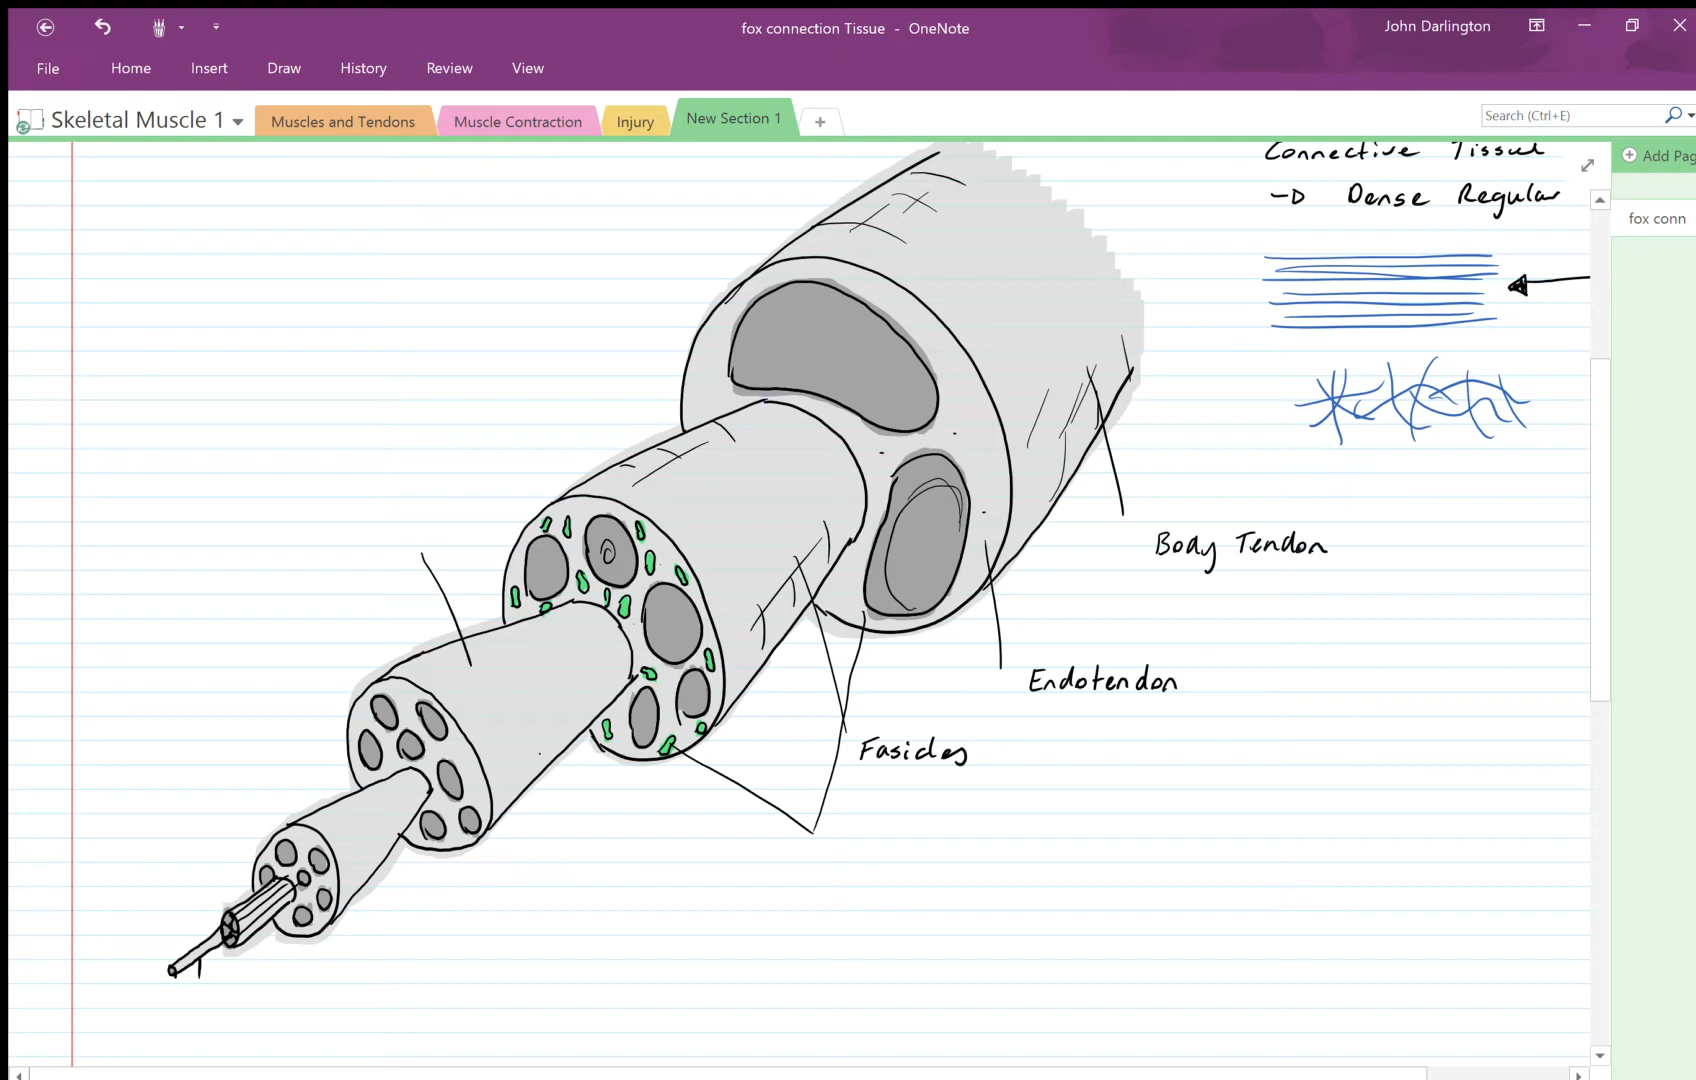 fox connection Tissue - OneNote
John Darlington
File Home Insert Draw History Review View
Skeletal Muscle 1
Muscles and Tendons
Muscle Contraction
Injury
New Section 1
Search (Ctrl+E)
Add Pag
fox conn
Connective Tissue
Dense Regular
Body Tendon
Endotendon
Fasicles